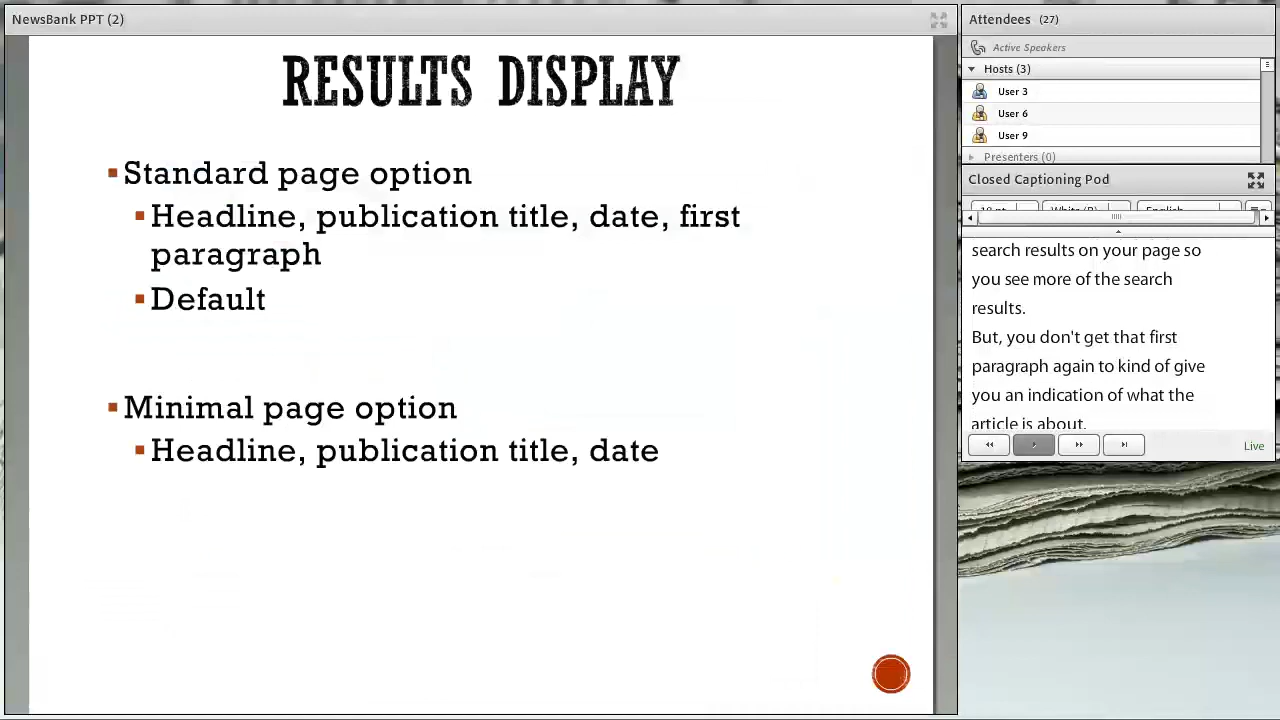 NewsBank PPT (2)
RESULTS DISPLAY
Standard page option
Headline, publication title, date, first
paragraph
Default
Minimal page option
Headline, publication title, date
Attendees (27)
Active Speakers
Hosts (3)
User 3
User 6
User 9
Presenters (0)
Closed Captioning Pod
English
search results on your page so
you see more of the search
results.
But, you don't get that first
paragraph again to kind of give
you an indication of what the
article is about.
Live